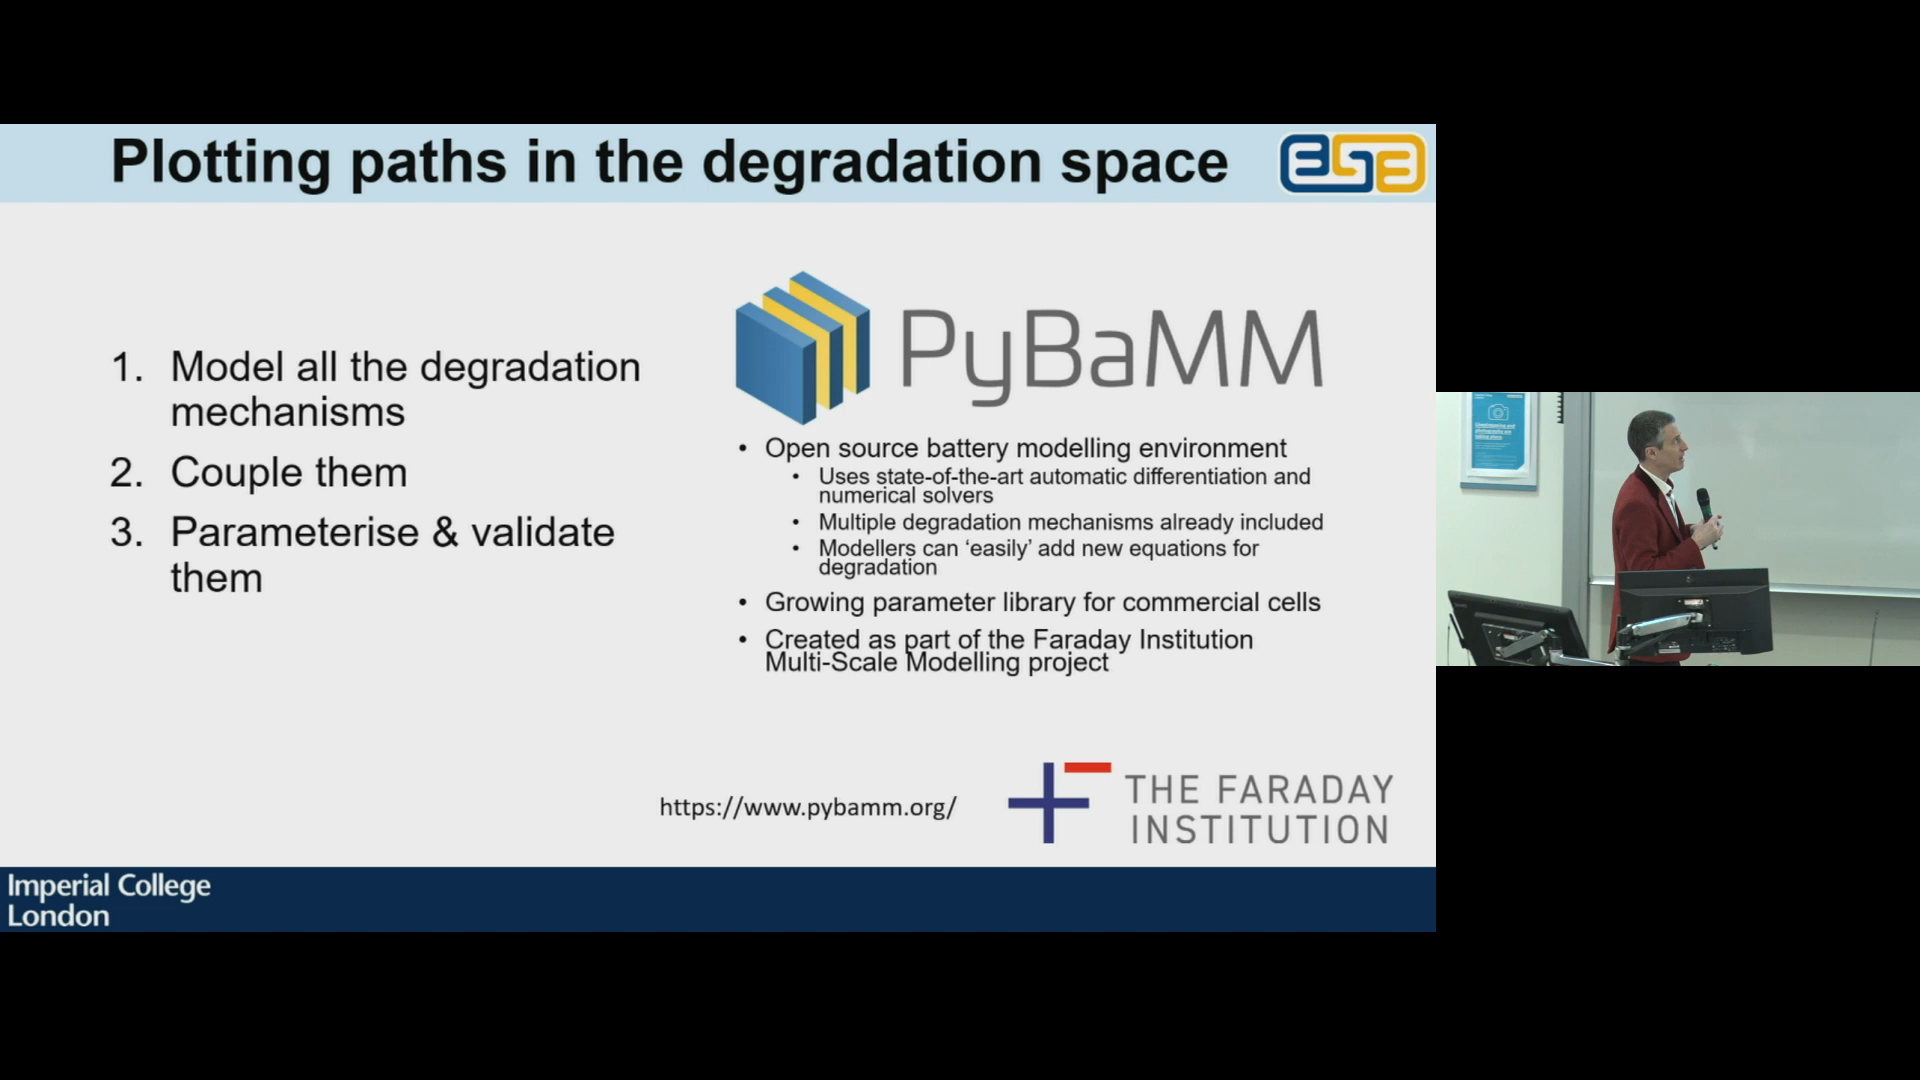 Plotting paths in the degradation space
1. Model all the degradation
mechanisms
2. Couple them
3. Parameterise & validate
them
PyBaMM
• Open source battery modelling environment
• Uses state-of-the-art automatic differentiation and
numerical solvers
• Multiple degradation mechanisms already included
• Modellers can ‘easily’ add new equations for
degradation
• Growing parameter library for commercial cells
• Created as part of the Faraday Institution
Multi-Scale Modelling project
https://www.pybamm.org/
THE FARADAY
INSTITUTION
Imperial College
London